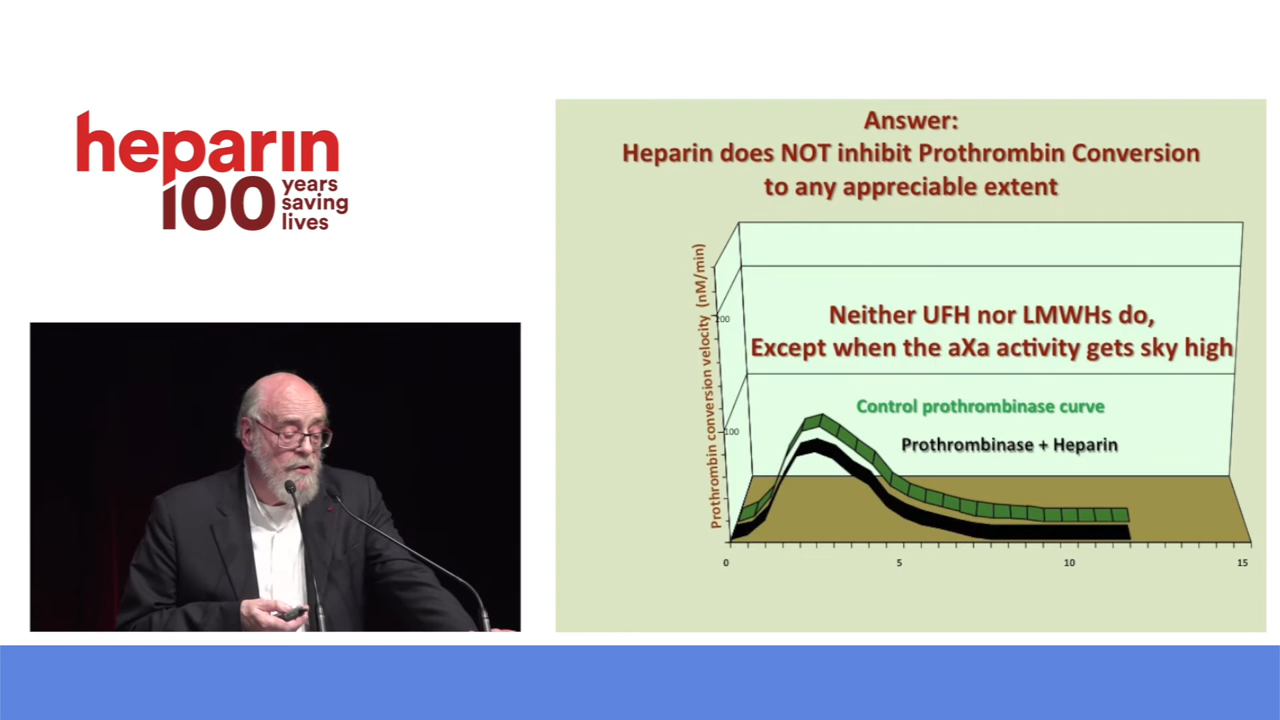 heparin
100 years
saving
lives
Answer:
Heparin does NOT inhibit Prothrombin Conversion
to any appreciable extent
Neither UFH nor LMWHs do,
Except when the aXa activity gets sky high
Control prothrombinase curve
Prothrombinase + Heparin
Prothrombin conversion velocity (nM/min)
200
100
0 5 10 15